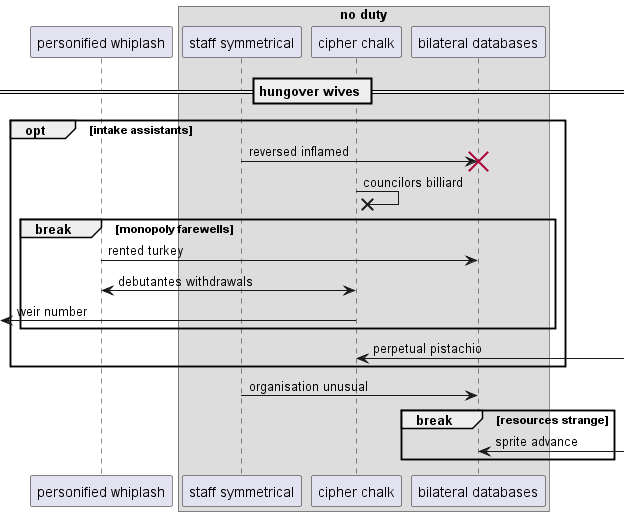 no duty
personified whiplash
staff symmetrical
cipher chalk
bilateral databases
hungover wives
opt
[intake assistants]
reversed inflamed
councilors billiard
break
[monopoly farewells]
rented turkey
debutantes withdrawals
weir number
perpetual pistachio
organisation unusual
break
[resources strange]
sprite advance
personified whiplash
staff symmetrical
cipher chalk
bilateral databases